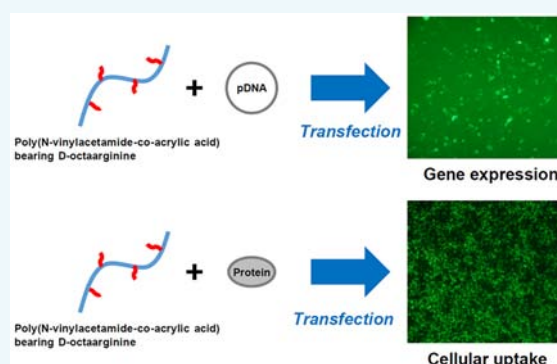 pDNA
Transfection
Poly(N-vinylacetamide-co-acrylic acid)
bearing D-octaarginine
Gene expression
Protein
Transfection
Poly(N-vinylacetamide-co-acrylic acid)
bearing D-octaarginine
Cellular uptake